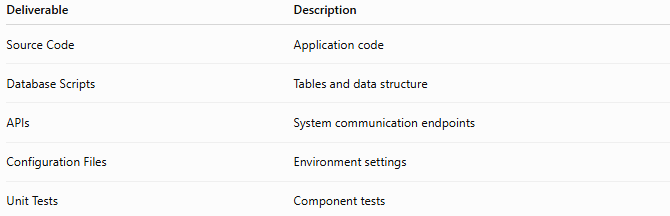 Deliverable Description
Source Code Application code
Database Scripts Tables and data structure
APIs System communication endpoints
Configuration Files Environment settings
Unit Tests Component tests